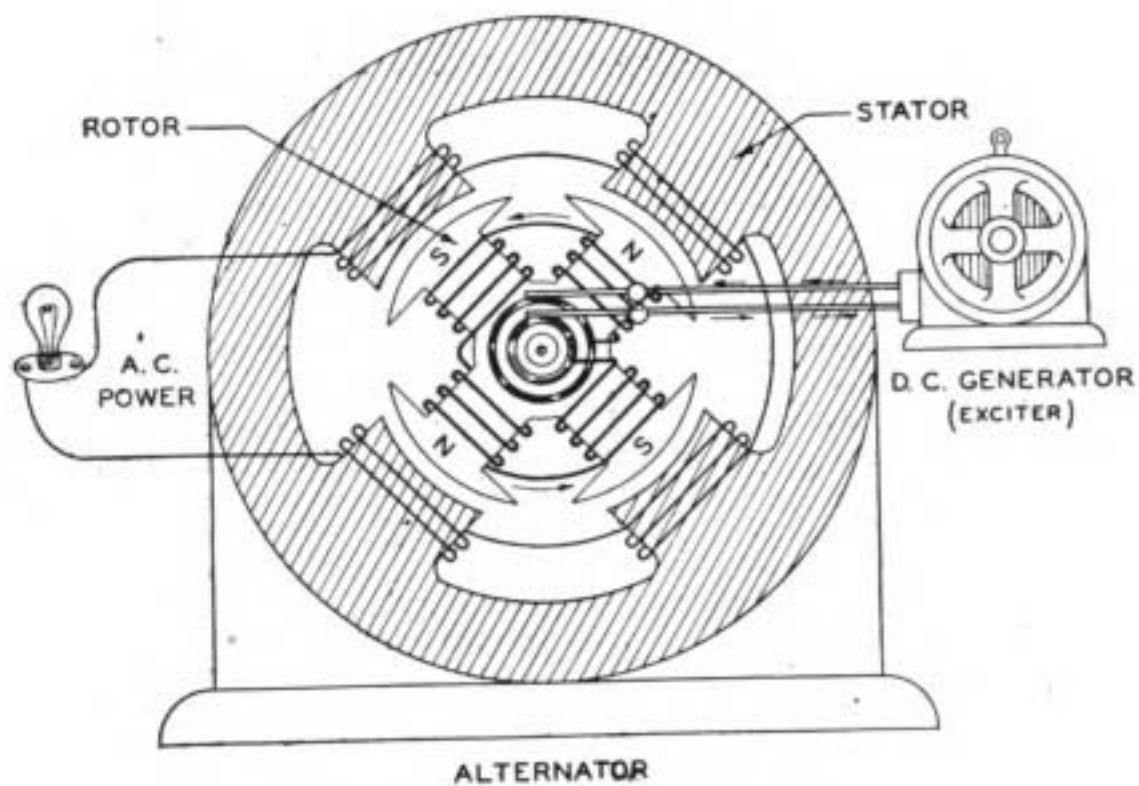 ROTOR
STATOR
S
N
A. C.
POWER
D. C. GENERATOR
(EXCITER)
N
S
ALTERNATOR